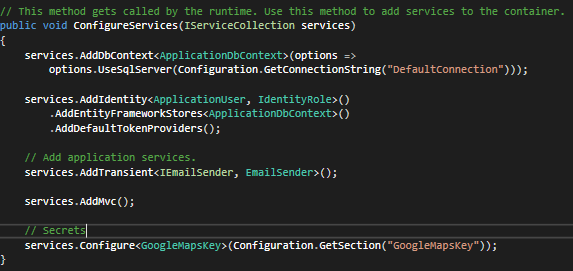 // This method gets called by the runtime. Use this method to add services to the container.
public void ConfigureServices(IServiceCollection services)
{
    services.AddDbContext<ApplicationDbContext>(options =>
        options.UseSqlServer(Configuration.GetConnectionString("DefaultConnection")));
    services.AddIdentity<ApplicationUser, IdentityRole>()
        .AddEntityFrameworkStores<ApplicationDbContext>()
        .AddDefaultTokenProviders();
    // Add application services.
    services.AddTransient<IEmailSender, EmailSender>();
    services.AddMvc();
    // Secrets
    services.Configure<GoogleMapsKey>(Configuration.GetSection("GoogleMapsKey"));
}